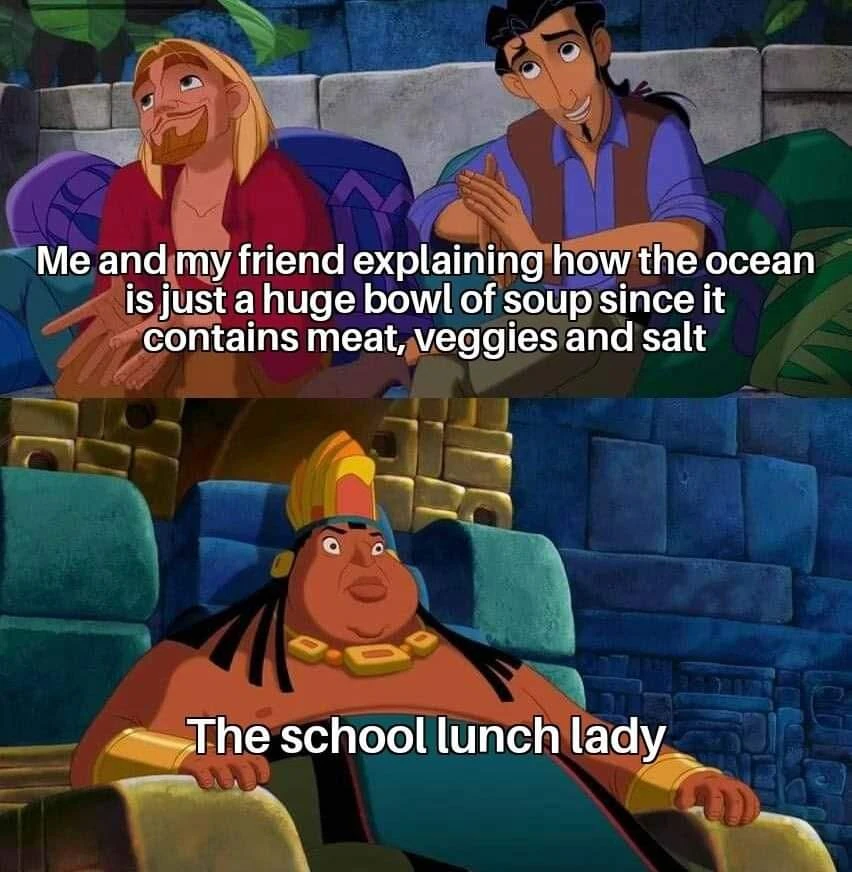 Me and my friend explaining how the ocean
is just a huge bowl of soup since it
contains meat, veggies and salt
The school lunch lady